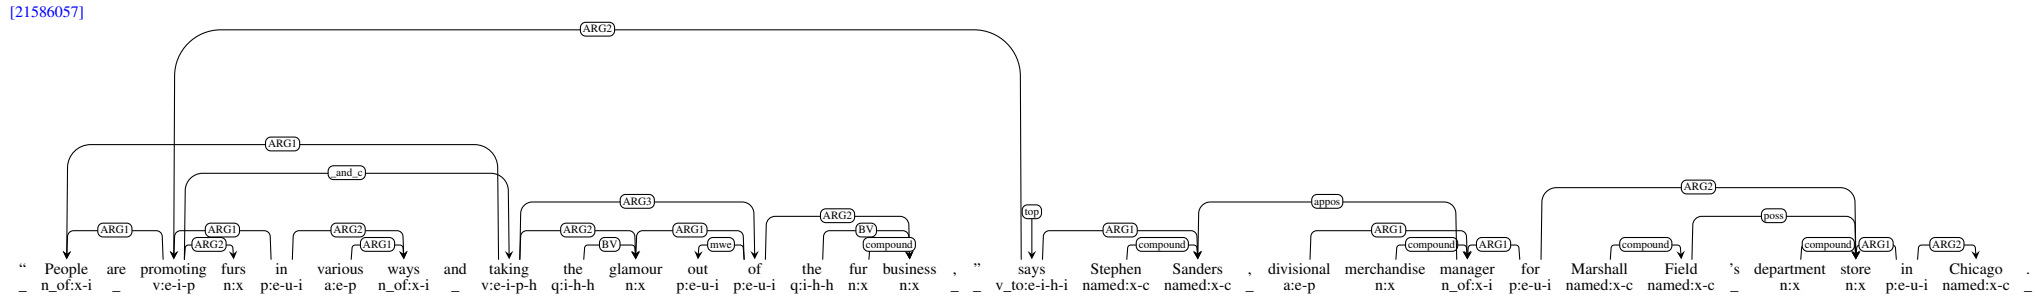 [21586057]
ARG2
ARG1
_and_c
ARG3 ARG2 appos
ARG2 top poss
ARG1 ARG1 ARG2 ARG2 ARG1 BV ARG1 ARG1
ARG2 ARG1 BV mwe compound compound compound ARG1 compound compound ARG1 ARG2
“ People are promoting furs in various ways and taking the glamour out of the fur business , ” says Stephen Sanders , divisional merchandise manager for Marshall Field 's department store in Chicago .
_ n_of:x-i _ v:e-i-p n:x p:e-u-i a:e-p n_of:x-i _ v:e-i-p-h q:i-h-h n:x p:e-u-i p:e-u-i q:i-h-h n:x n:x _ _ v_to:e-i-h-i named:x-c named:x-c _ a:e-p n:x n_of:x-i p:e-u-i named:x-c named:x-c _ n:x n:x p:e-u-i named:x-c _